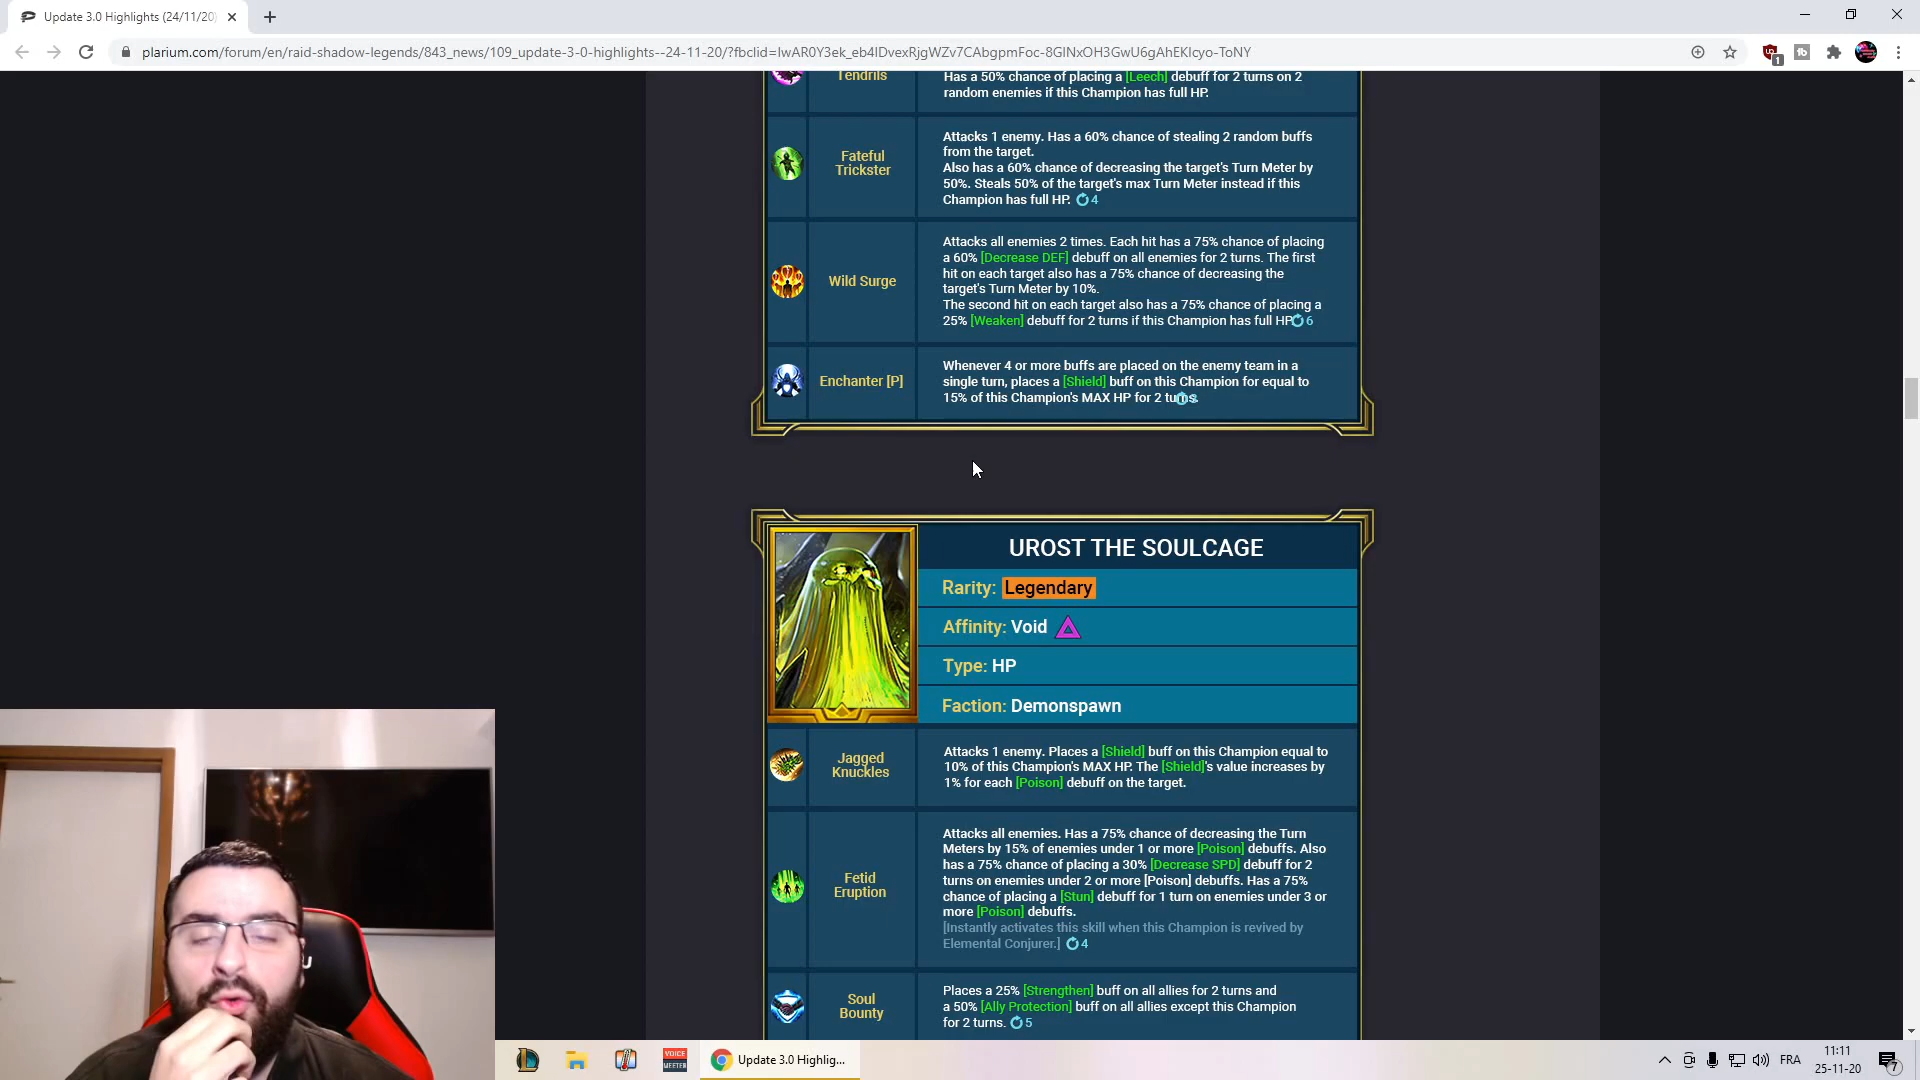 Update 3.0 Highlights (24/11/20)
plarium.com/forum/en/raid-shadow-legends/843_news/109_update-3-0-highlights--24-11-20/?fbclid=IwAR0Y3ek_eb4IDvexRjgWZv7CAbgpmFoc-8GINxOH3GwU6gAhEKIcyo-ToNY
1
Tendrils
Has a 50% chance of placing a [Leech] debuff for 2 turns on 2
random enemies if this Champion has full HP.
Fateful
Trickster
Attacks 1 enemy. Has a 60% chance of stealing 2 random buffs
from the target.
Also has a 60% chance of decreasing the target's Turn Meter by
50%. Steals 50% of the target's max Turn Meter instead if this
Champion has full HP. 4
Wild Surge
Attacks all enemies 2 times. Each hit has a 75% chance of placing
a 60% [Decrease DEF] debuff on all enemies for 2 turns. The first
hit on each target also has a 75% chance of decreasing the
target's Turn Meter by 10%.
The second hit on each target also has a 75% chance of placing a
25% [Weaken] debuff for 2 turns if this Champion has full HP 6
Enchanter [P]
Whenever 4 or more buffs are placed on the enemy team in a
single turn, places a [Shield] buff on this Champion for equal to
15% of this Champion's MAX HP for 2 turns.
UROST THE SOULCAGE
Rarity: Legendary
Affinity: Void
Type: HP
Faction: Demonspawn
Jagged
Knuckles
Attacks 1 enemy. Places a [Shield] buff on this Champion equal to
10% of this Champion's MAX HP. The [Shield]'s value increases by
1% for each [Poison] debuff on the target.
Fetid
Eruption
Attacks all enemies. Has a 75% chance of decreasing the Turn
Meters by 15% of enemies under 1 or more [Poison] debuffs. Also
has a 75% chance of placing a 30% [Decrease SPD] debuff for 2
turns on enemies under 2 or more [Poison] debuffs. Has a 75%
chance of placing a [Stun] debuff for 1 turn on enemies under 3 or
more [Poison] debuffs.
[Instantly activates this skill when this Champion is revived by
Elemental Conjurer.] 4
Soul
Bounty
Places a 25% [Strengthen] buff on all allies for 2 turns and
a 50% [Ally Protection] buff on all allies except this Champion
for 2 turns. 5
VOICE
MEETER
Update 3.0 Highlig...
FRA
11:11
25-11-20
7